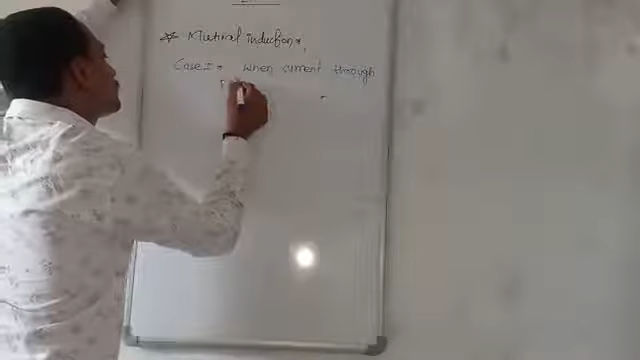 ☆ Mutual induction :
Case I : When current through